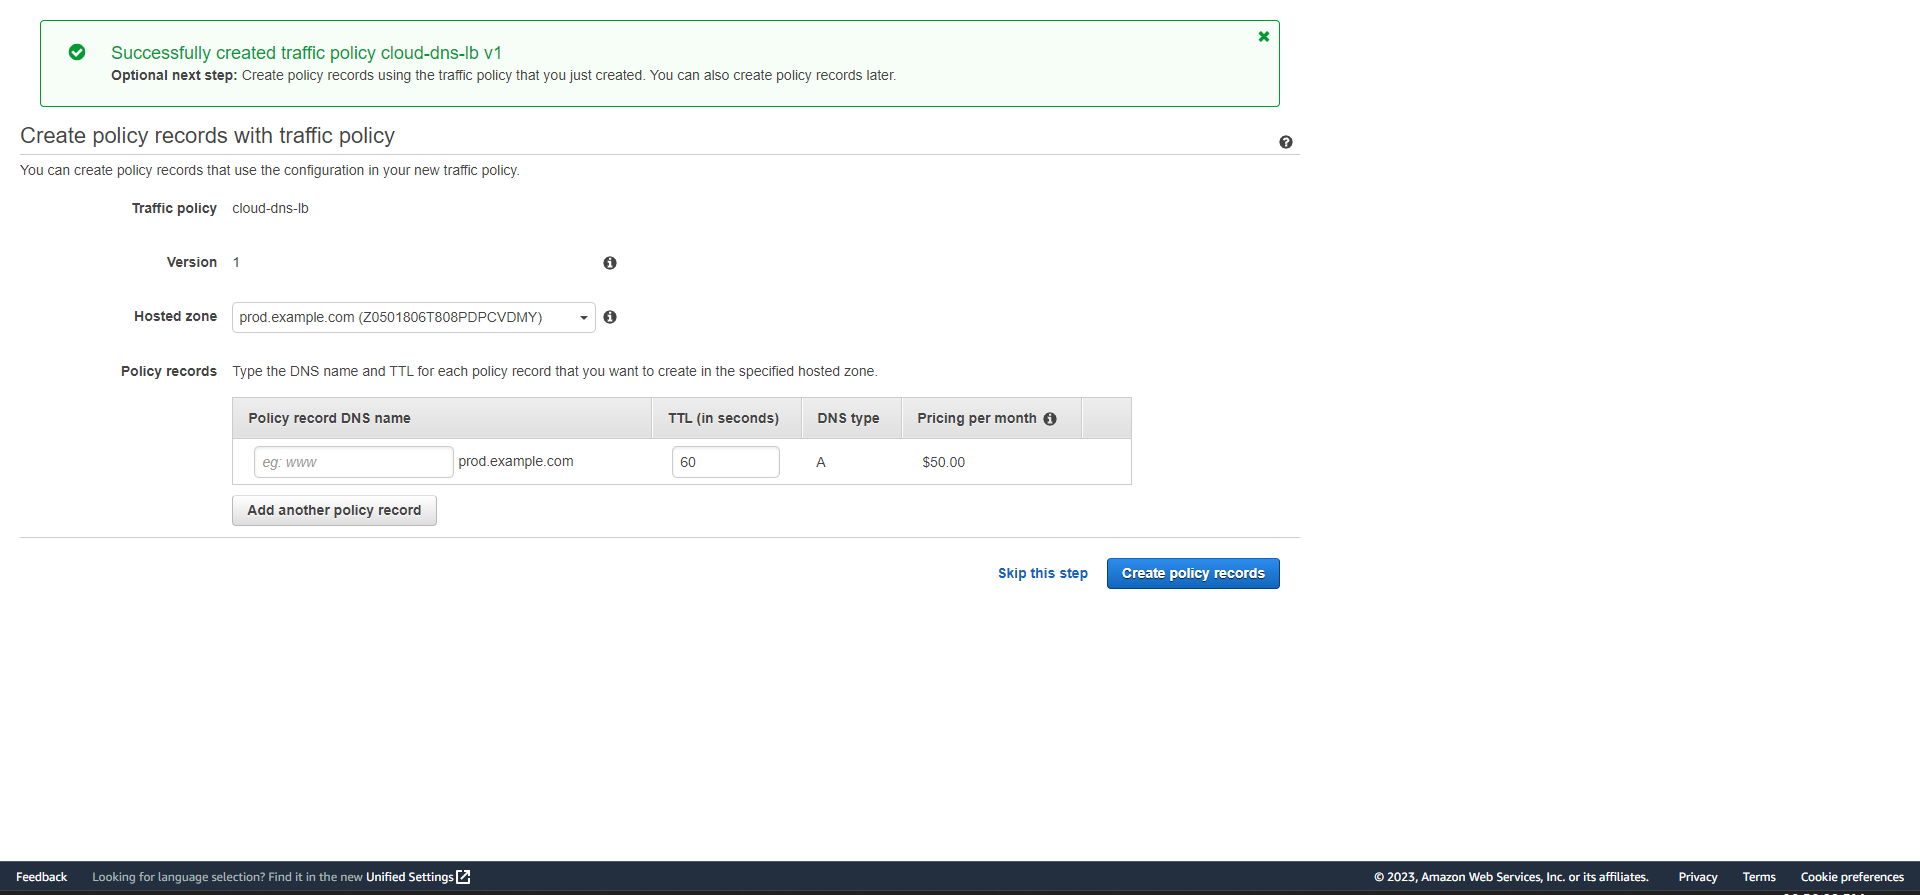 Successfully created traffic policy cloud-dns-lb v1
Optional next step: Create policy records using the traffic policy that you just created. You can also create policy records later.
Create policy records with traffic policy
You can create policy records that use the configuration in your new traffic policy.
Traffic policy cloud-dns-lb
Version 1
Hosted zone prod.example.com (Z0501806T808PDPCVDMY)
Policy records Type the DNS name and TTL for each policy record that you want to create in the specified hosted zone.
Policy record DNS name TTL (in seconds) DNS type Pricing per month
eg: www prod.example.com 60 A $50.00
Add another policy record
Skip this step Create policy records
Feedback Looking for language selection? Find it in the new Unified Settings © 2023, Amazon Web Services, Inc. or its affiliates. Privacy Terms Cookie preferences